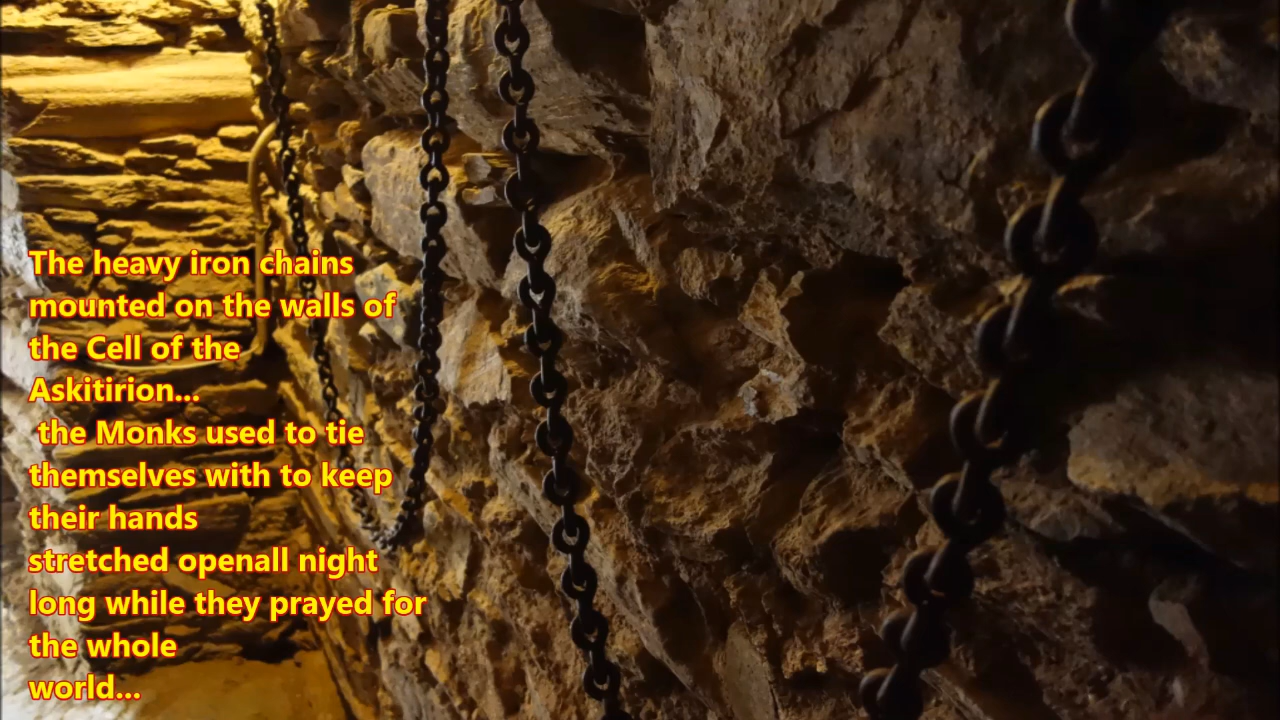 The heavy iron chains
mounted on the walls of
the Cell of the
Askitirion...
the Monks used to tie
themselves with to keep
their hands
stretched openall night
long while they prayed for
the whole
world...